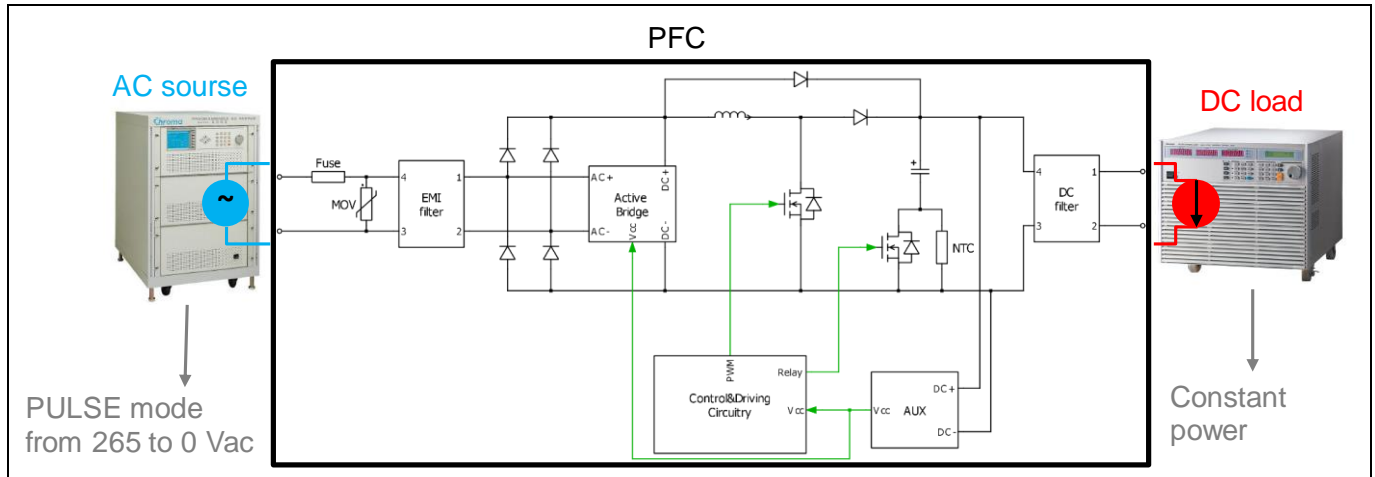 PFC
AC sourse
DC load
Chroma
Fuse
MOV
4
1
EMI
filter
3
2
AC+
DC+
Active
Bridge
AC-
Vcc
DC-
+
NTC
4
1
DC
filter
3
2
~
PWM
Relay
Control&Driving
Circuitry
Vcc
DC+
Vcc
AUX
DC-
PULSE mode
from 265 to 0 Vac
Constant
power